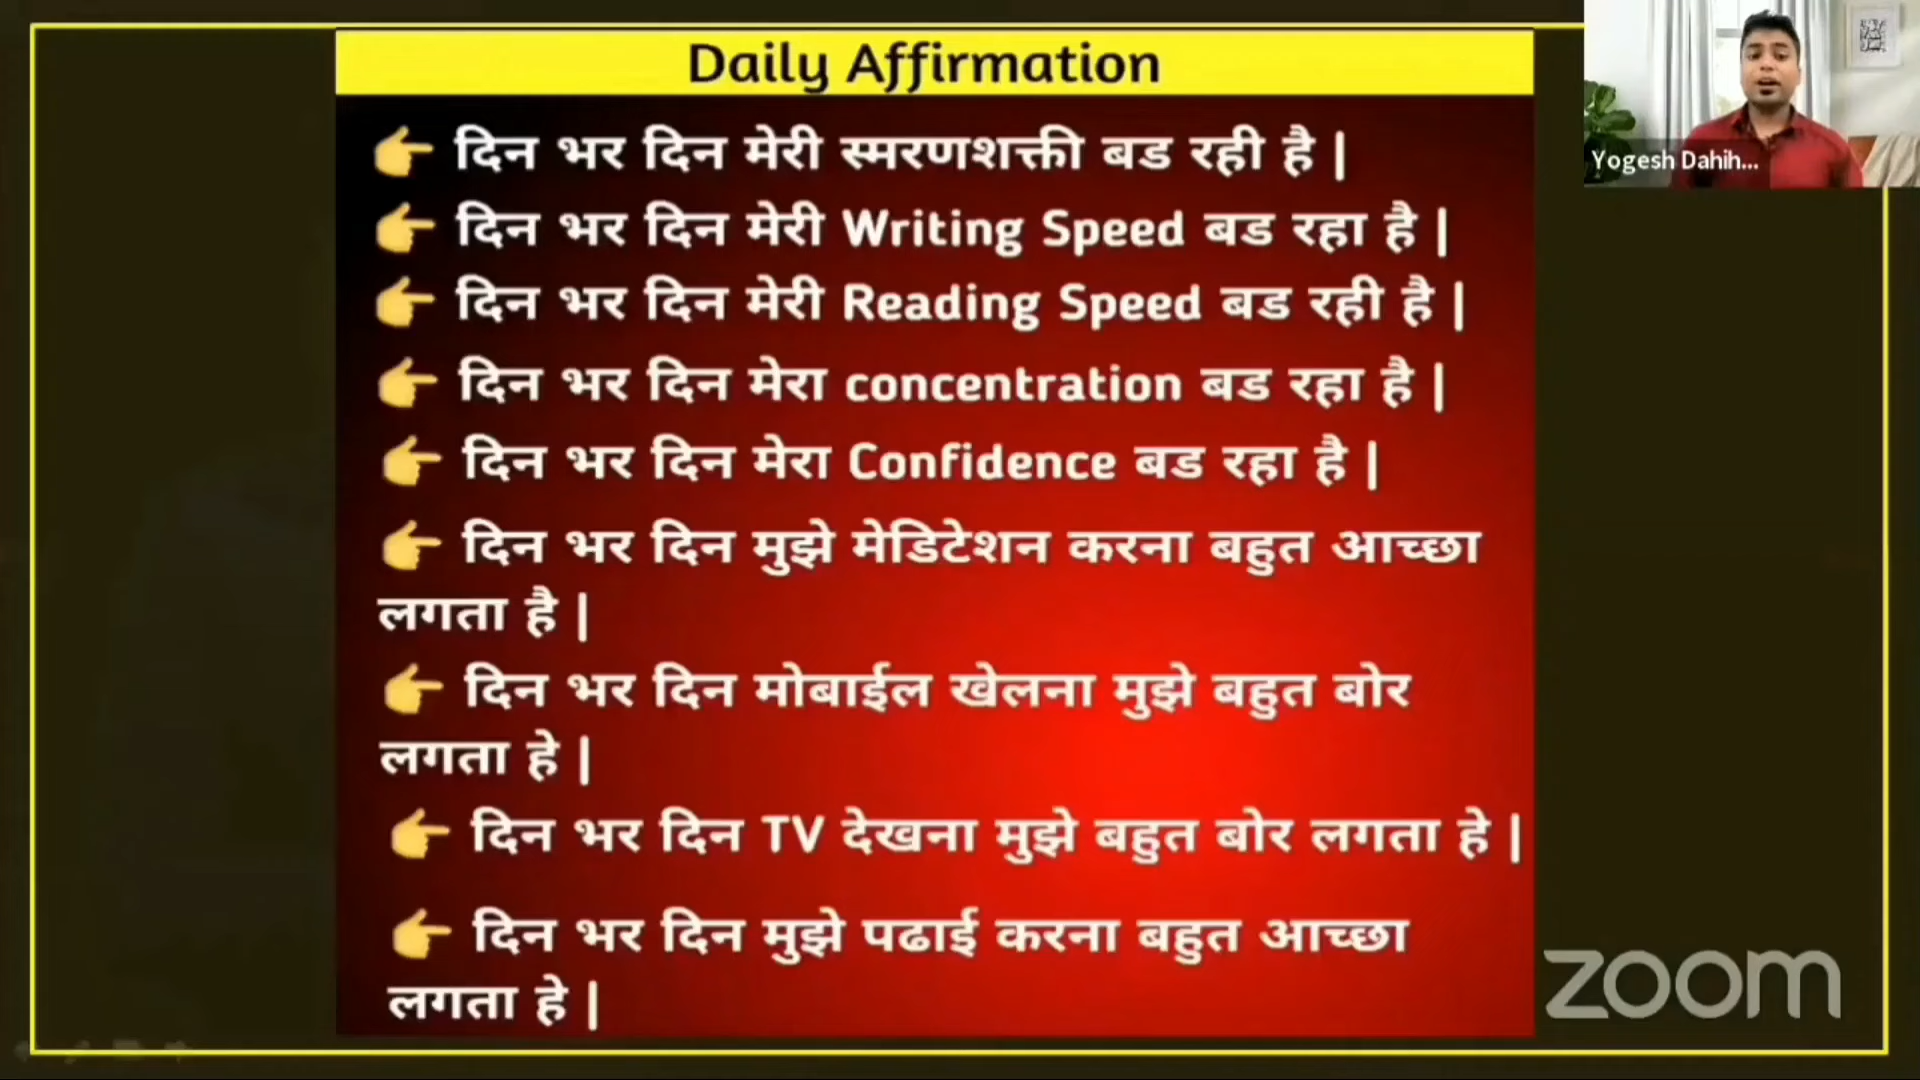 Daily Affirmation
Yogesh Dahih...
👉 दिन भर दिन मेरी स्मरणशक्ती बड रही है |
👉 दिन भर दिन मेरी Writing Speed बड रहा है |
👉 दिन भर दिन मेरी Reading Speed बड रही है |
👉 दिन भर दिन मेरा concentration बड रहा है |
👉 दिन भर दिन मेरा Confidence बड रहा है |
👉 दिन भर दिन मुझे मेडिटेशन करना बहुत आच्छा
लगता है |
👉 दिन भर दिन मोबाईल खेलना मुझे बहुत बोर
लगता हे |
👉 दिन भर दिन TV देखना मुझे बहुत बोर लगता हे |
👉 दिन भर दिन मुझे पढाई करना बहुत आच्छा
लगता हे |
zoom